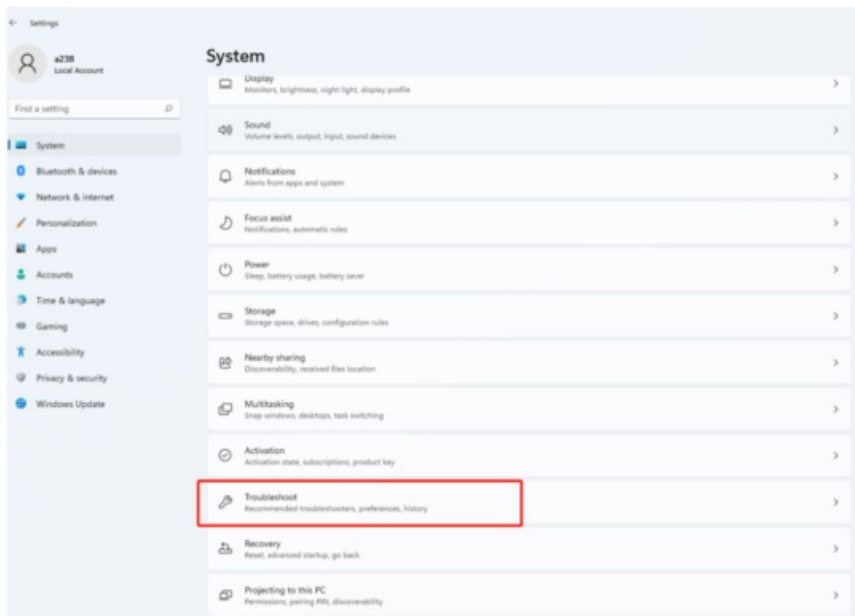 Settings
a238
Local Account
Find a setting
System
Bluetooth & devices
Network & internet
Personalization
Apps
Accounts
Time & language
Gaming
Accessibility
Privacy & security
Windows Update
System
Display
Monitors, brightness, night light, display profile
Sound
Volume levels, output, input, sound devices
Notifications
Alerts from apps and system
Focus assist
Notifications, automatic rules
Power
Sleep, battery usage, battery saver
Storage
Storage space, drives, configuration rules
Nearby sharing
Discoverability, received files location
Multitasking
Snap windows, desktops, task switching
Activation
Activation state, subscriptions, product key
Troubleshoot
Recommended troubleshooters, preferences, history
Recovery
Reset, advanced startup, go back
Projecting to this PC
Permissions, pairing PIN, discoverability